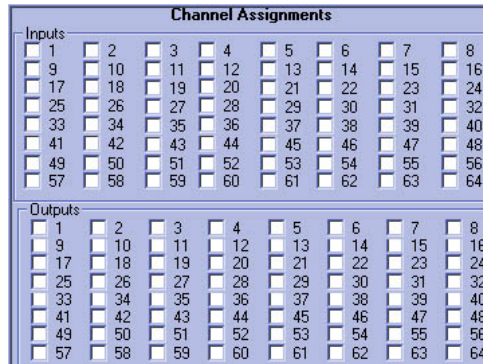 Channel Assignments
Inputs
1 2 3 4 5 6 7 8
9 10 11 12 13 14 15 16
17 18 19 20 21 22 23 24
25 26 27 28 29 30 31 32
33 34 35 36 37 38 39 40
41 42 43 44 45 46 47 48
49 50 51 52 53 54 55 56
57 58 59 60 61 62 63 64
Outputs
1 2 3 4 5 6 7 8
9 10 11 12 13 14 15 16
17 18 19 20 21 22 23 24
25 26 27 28 29 30 31 32
33 34 35 36 37 38 39 40
41 42 43 44 45 46 47 48
49 50 51 52 53 54 55 56
57 58 59 60 61 62 63 64